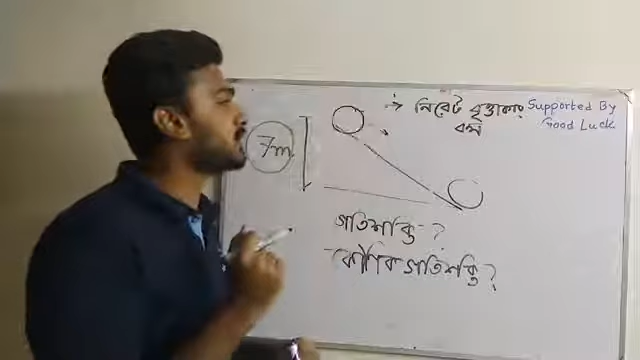 → নিরেট বৃত্তাকার
বল
Supported By
Good Luck
7m
গতিশক্তি - ?
কৌণিক গতিশক্তি ?